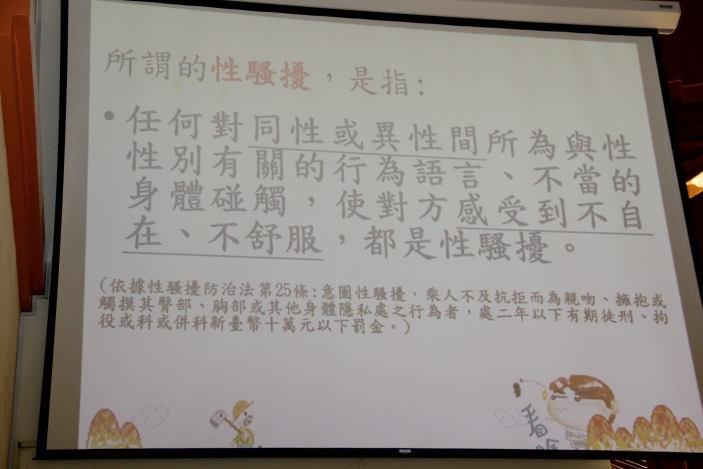 所謂的性騷擾，是指：
•任何對同性或異性間所為與性
性別有關的行為語言、不當的
身體碰觸，使對方感受到不自
在、不舒服，都是性騷擾。
(依據性騷擾防治法第25條:意圖性騷擾，乘人不及抗拒而為親吻、擁抱或
觸摸其臀部、胸部或其他身體隱私處之行為者，處二年以下有期徒刑、拘
役或科或併科新臺幣十萬元以下罰金。)
看